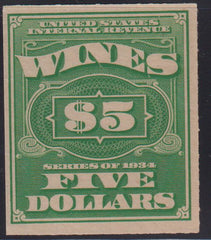 UNITED STATES
INTERNAL REVENUE
WINES
$5
SERIES OF 1934
FIVE
DOLLARS